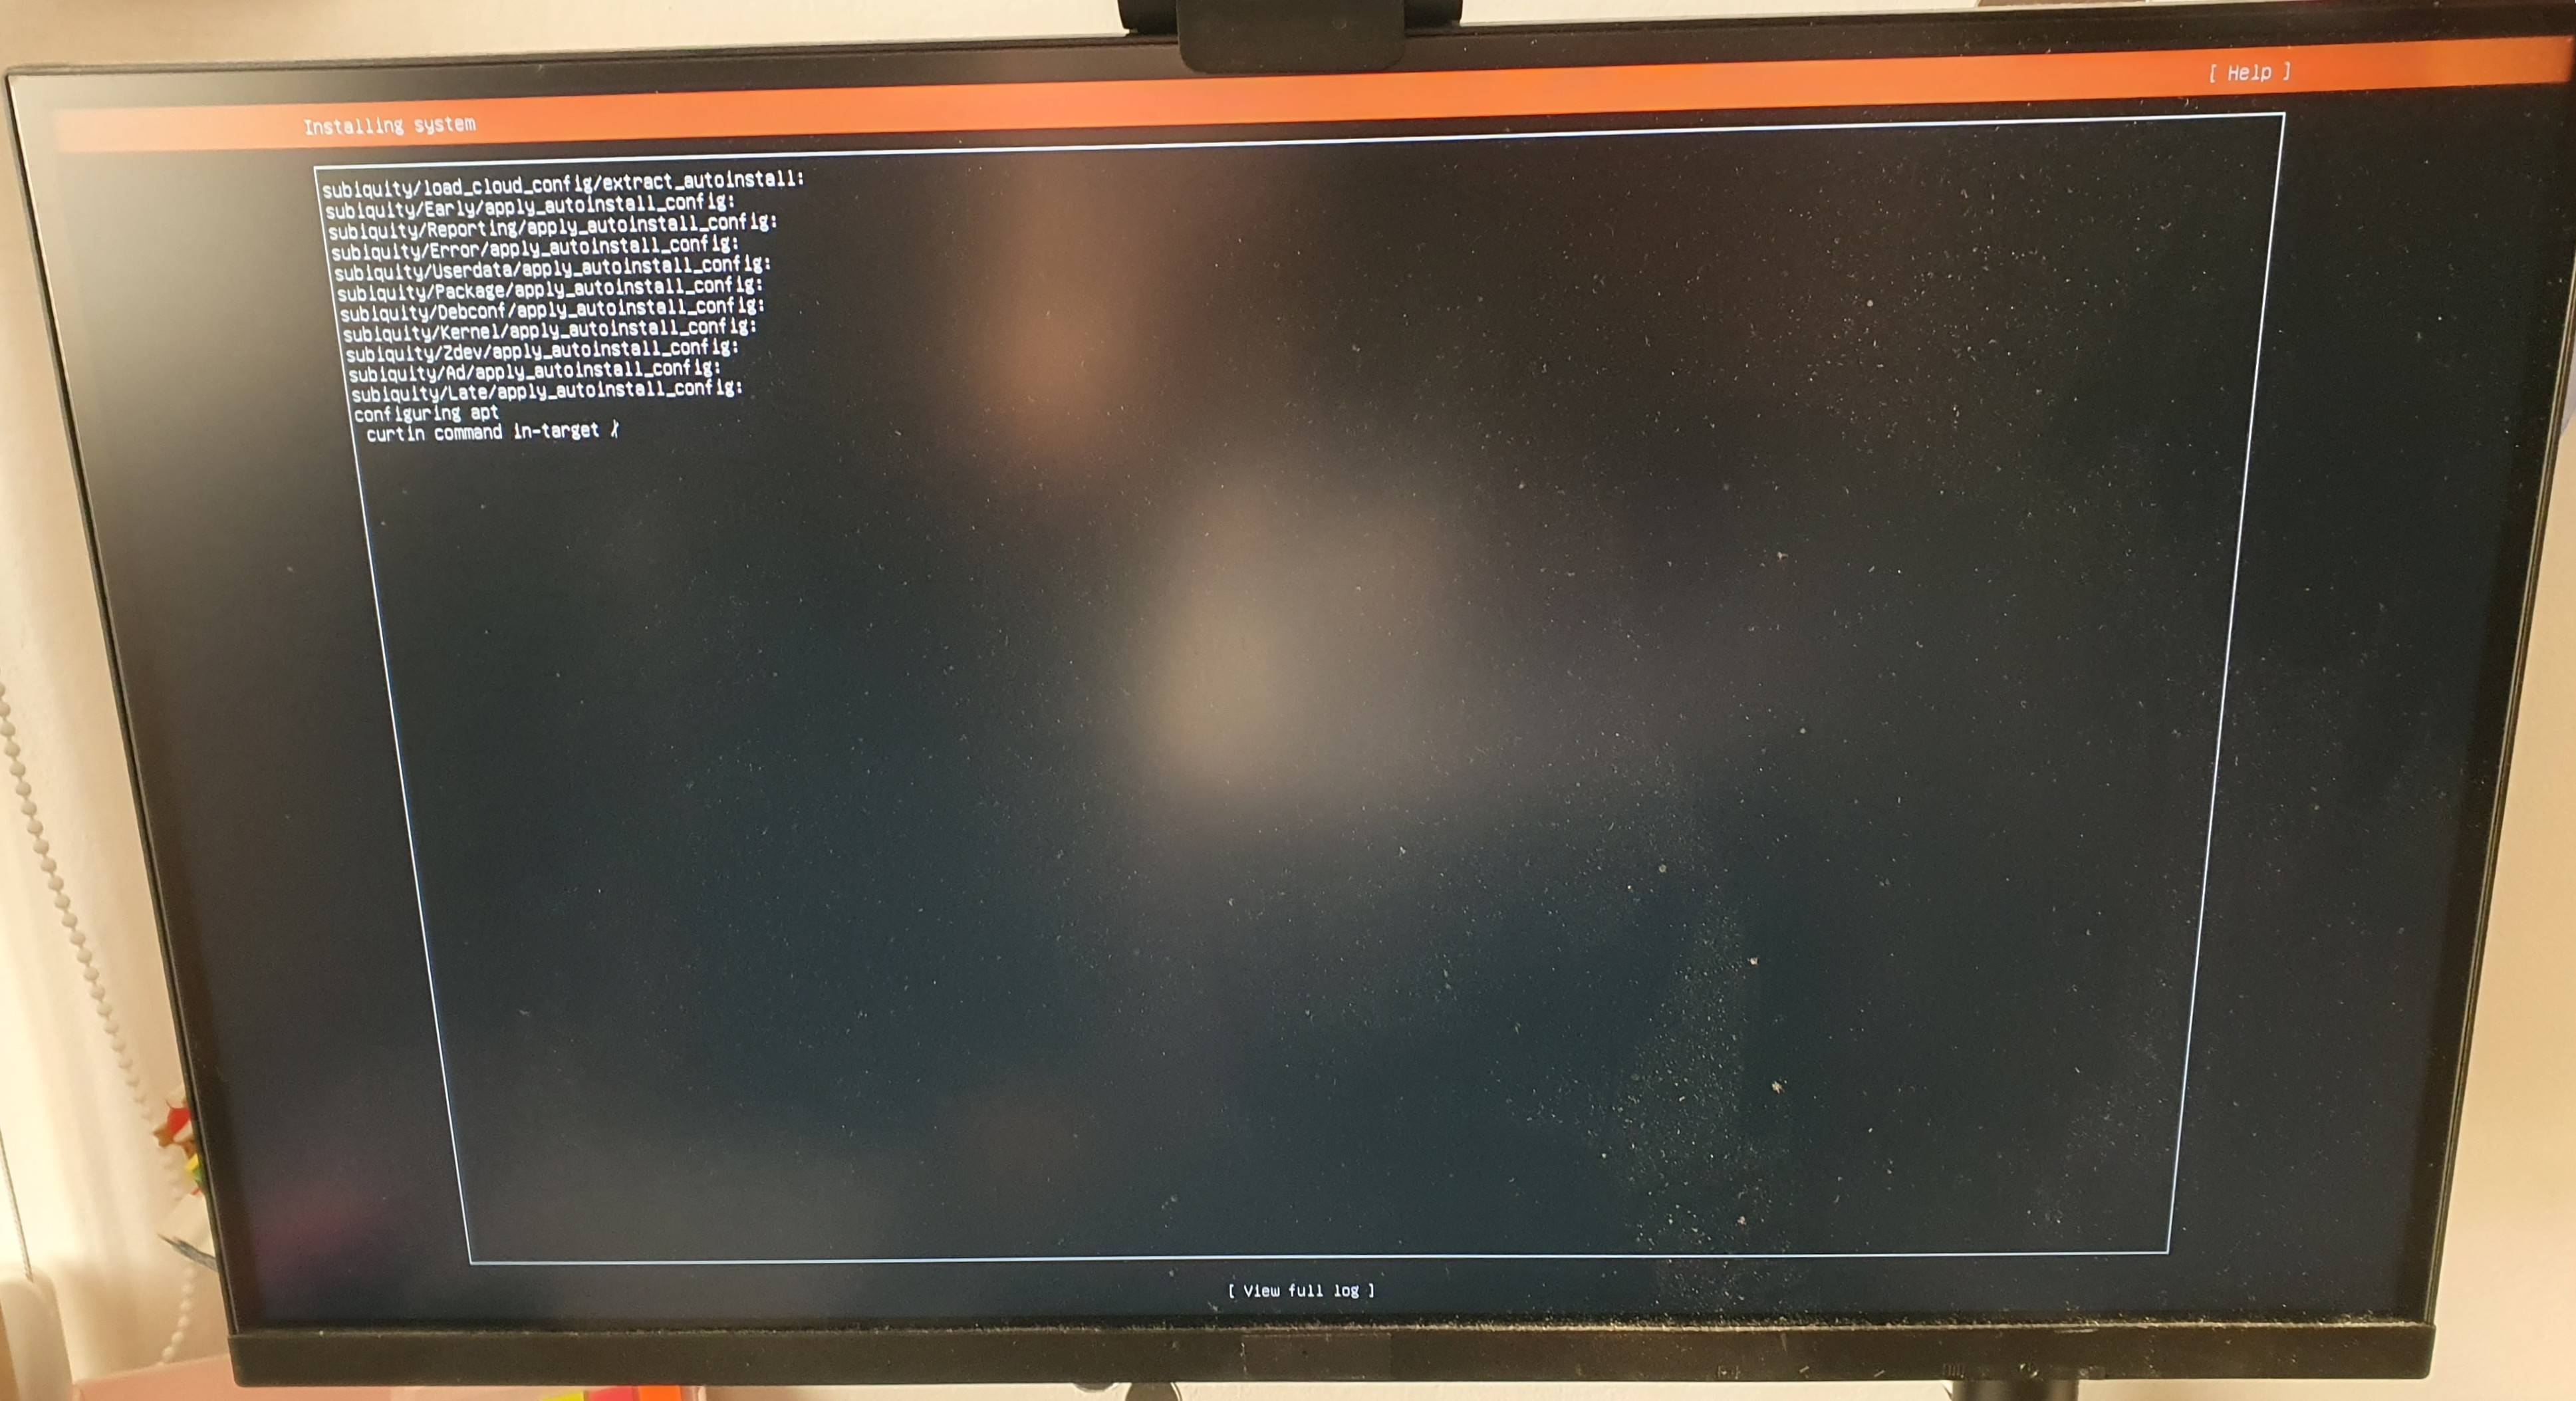 [ Help ]
Installing system
subiquity/load_cloud_config/extract_autoinstall:
subiquity/Early/apply_autoinstall_config:
subiquity/Reporting/apply_autoinstall_config:
subiquity/Error/apply_autoinstall_config:
subiquity/Userdata/apply_autoinstall_config:
subiquity/Package/apply_autoinstall_config:
subiquity/Debconf/apply_autoinstall_config:
subiquity/Kernel/apply_autoinstall_config:
subiquity/Zdev/apply_autoinstall_config:
subiquity/Ad/apply_autoinstall_config:
subiquity/Late/apply_autoinstall_config:
configuring apt
curtin command in-target /
[ View full log ]